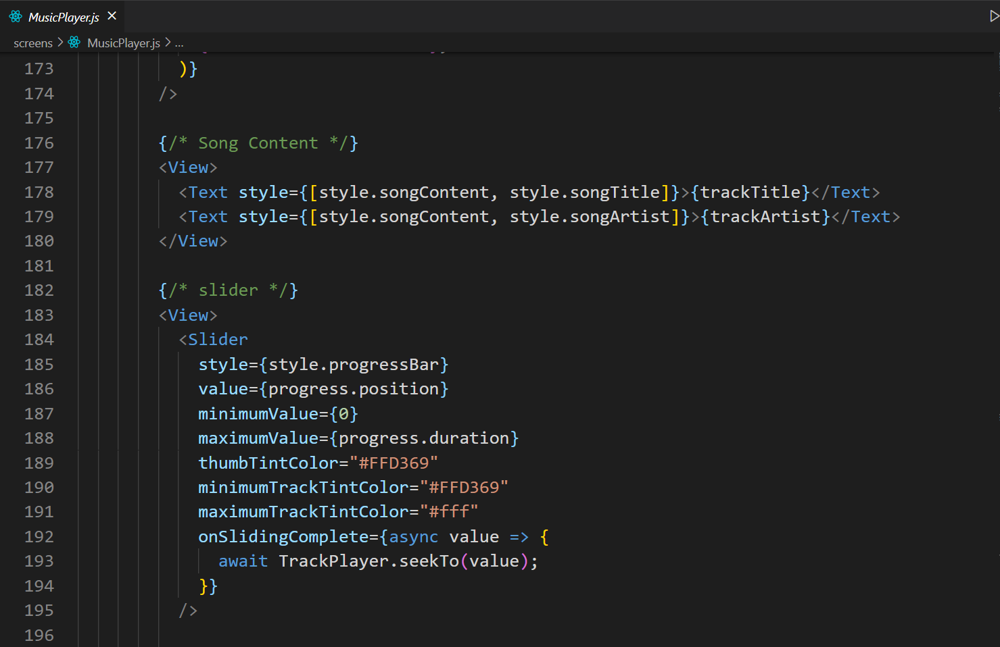 MusicPlayer.js
screens > MusicPlayer.js > ...
173 )}
174 />
175
176 {/* Song Content */}
177 <View>
178 <Text style={[style.songContent, style.songTitle]}>{trackTitle}</Text>
179 <Text style={[style.songContent, style.songArtist]}>{trackArtist}</Text>
180 </View>
181
182 {/* slider */}
183 <View>
184 <Slider
185 style={style.progressBar}
186 value={progress.position}
187 minimumValue={0}
188 maximumValue={progress.duration}
189 thumbTintColor="#FFD369"
190 minimumTrackTintColor="#FFD369"
191 maximumTrackTintColor="#fff"
192 onSlidingComplete={async value => {
193 await TrackPlayer.seekTo(value);
194 }}
195 />
196